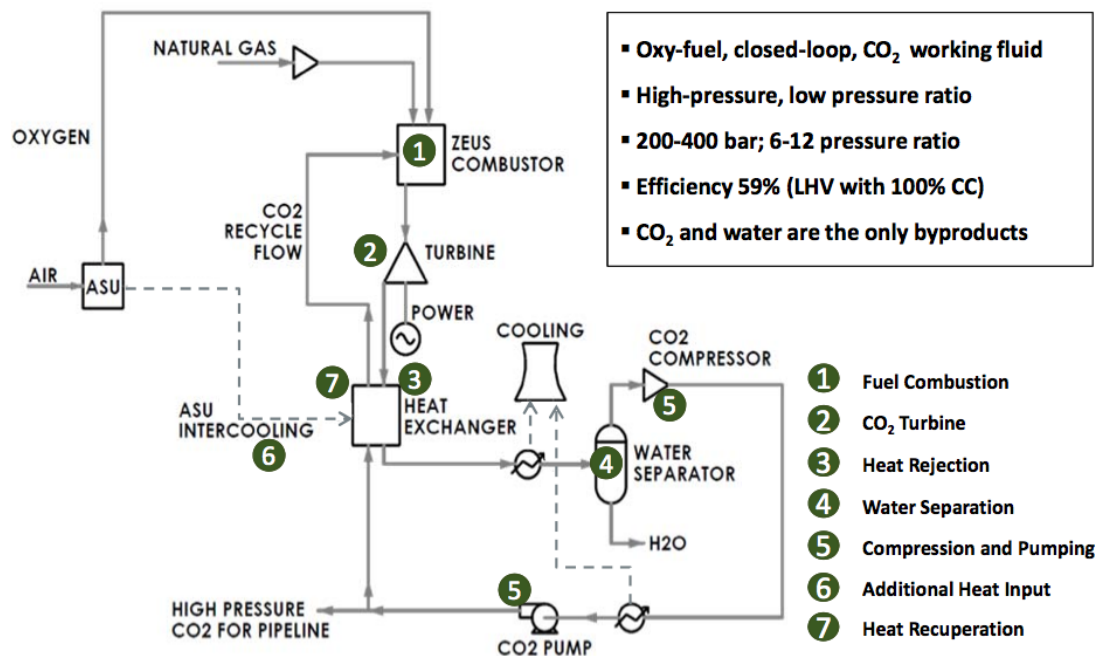 NATURAL GAS
OXYGEN
1
ZEUS
COMBUSTOR
CO2
RECYCLE
FLOW
2
TURBINE
AIR
ASU
POWER
COOLING
CO2
COMPRESSOR
7
3
HEAT
EXCHANGER
5
ASU
INTERCOOLING
6
4
WATER
SEPARATOR
H2O
5
HIGH PRESSURE
CO2 FOR PIPELINE
CO2 PUMP
▪ Oxy-fuel, closed-loop, CO₂ working fluid
▪ High-pressure, low pressure ratio
▪ 200-400 bar; 6-12 pressure ratio
▪ Efficiency 59% (LHV with 100% CC)
▪ CO₂ and water are the only byproducts
1 Fuel Combustion
2 CO₂ Turbine
3 Heat Rejection
4 Water Separation
5 Compression and Pumping
6 Additional Heat Input
7 Heat Recuperation